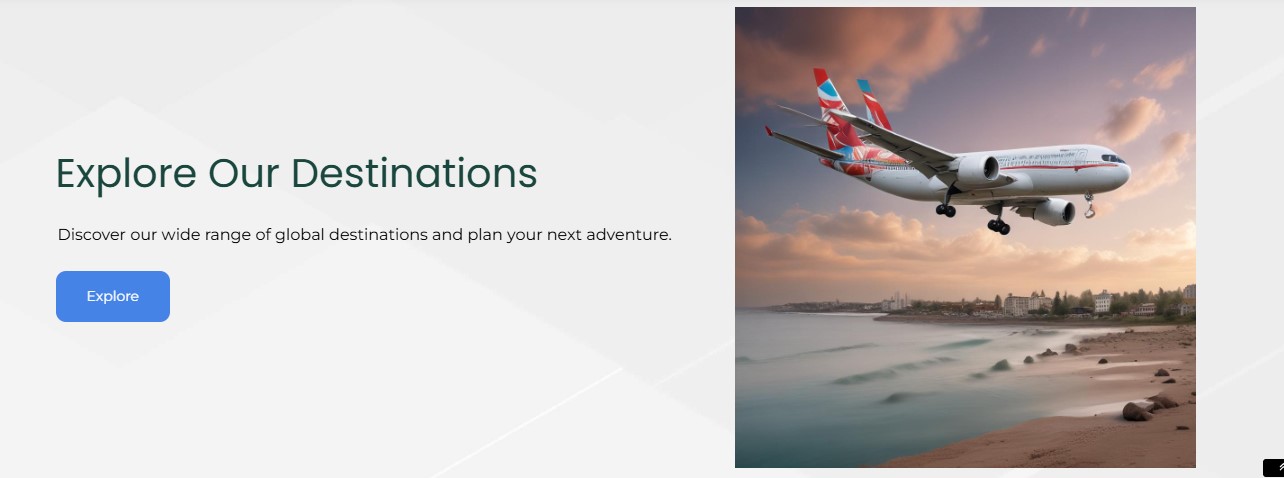 Explore Our Destinations
Discover our wide range of global destinations and plan your next adventure.
Explore